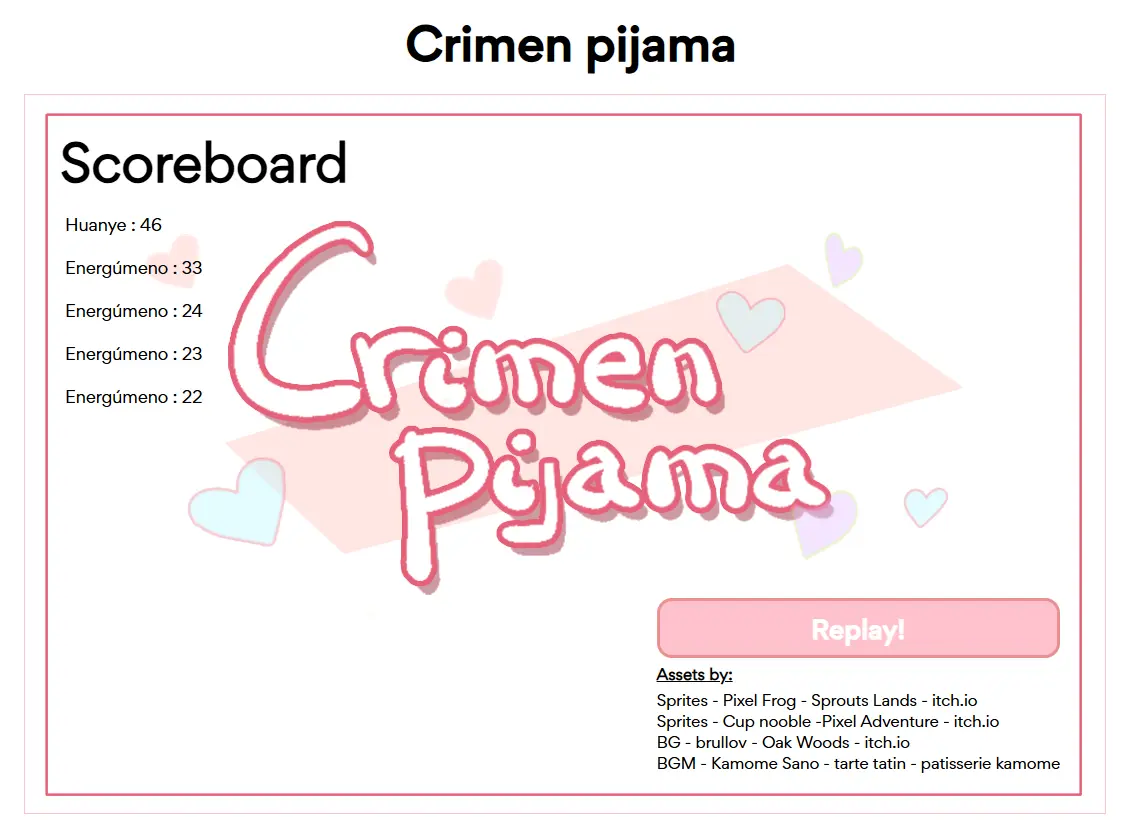 Crimen pijama
Scoreboard
Huanye : 46
Energúmeno : 33
Energúmeno : 24
Energúmeno : 23
Energúmeno : 22
Crimen
Pijama
Replay!
Assets by:
Sprites - Pixel Frog - Sprouts Lands - itch.io
Sprites - Cup nooble -Pixel Adventure - itch.io
BG - brullov - Oak Woods - itch.io
BGM - Kamome Sano - tarte tatin - patisserie kamome